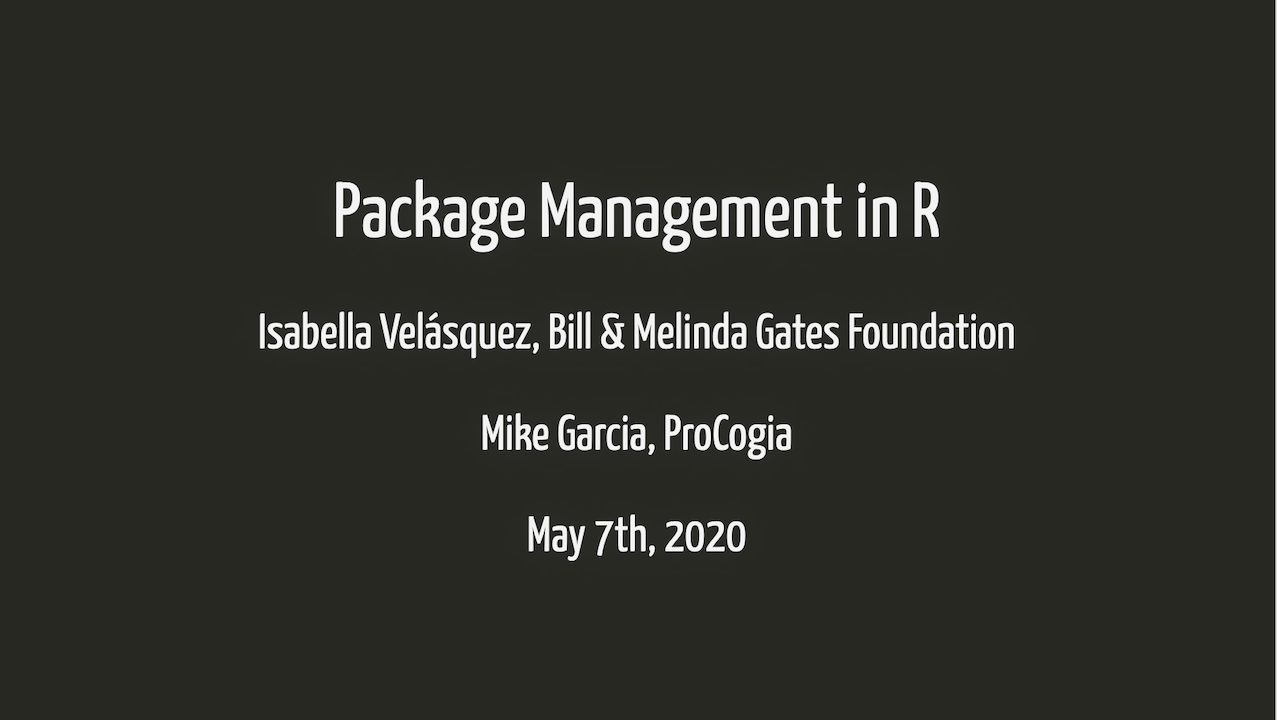 Package Management in R
Isabella Velásquez, Bill & Melinda Gates Foundation
Mike Garcia, ProCogia
May 7th, 2020